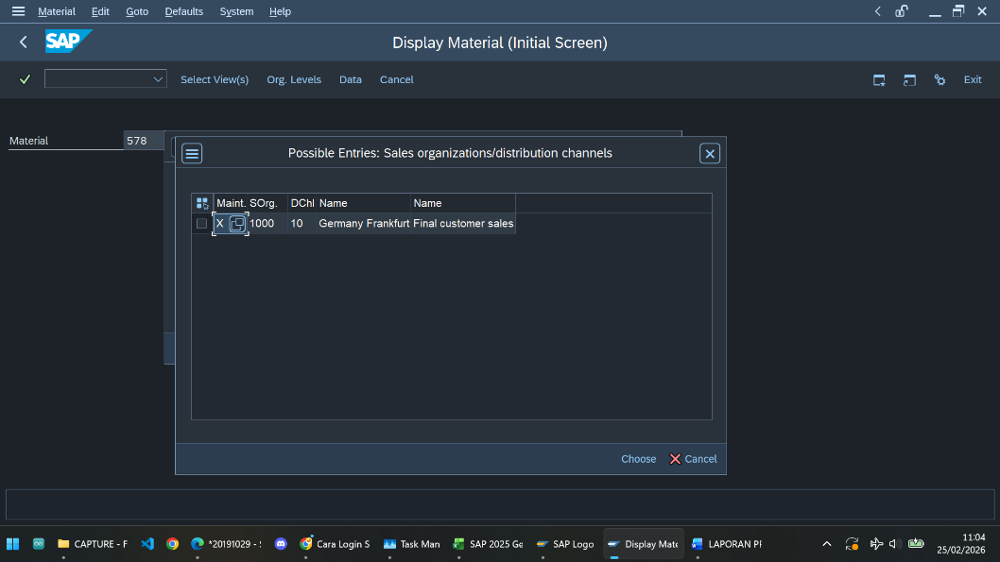 Material Edit Goto Defaults System Help
SAP Display Material (Initial Screen)
Select View(s) Org. Levels Data Cancel Exit
Material 578
Possible Entries: Sales organizations/distribution channels
Maint. SOrg. DChl Name Name
X 1000 10 Germany Frankfurt Final customer sales
Choose Cancel
CAPTURE - F *20191029 - Cara Login S Task Man SAP 2025 Ge SAP Logo Display Mate LAPORAN PF
11:04
25/02/2026